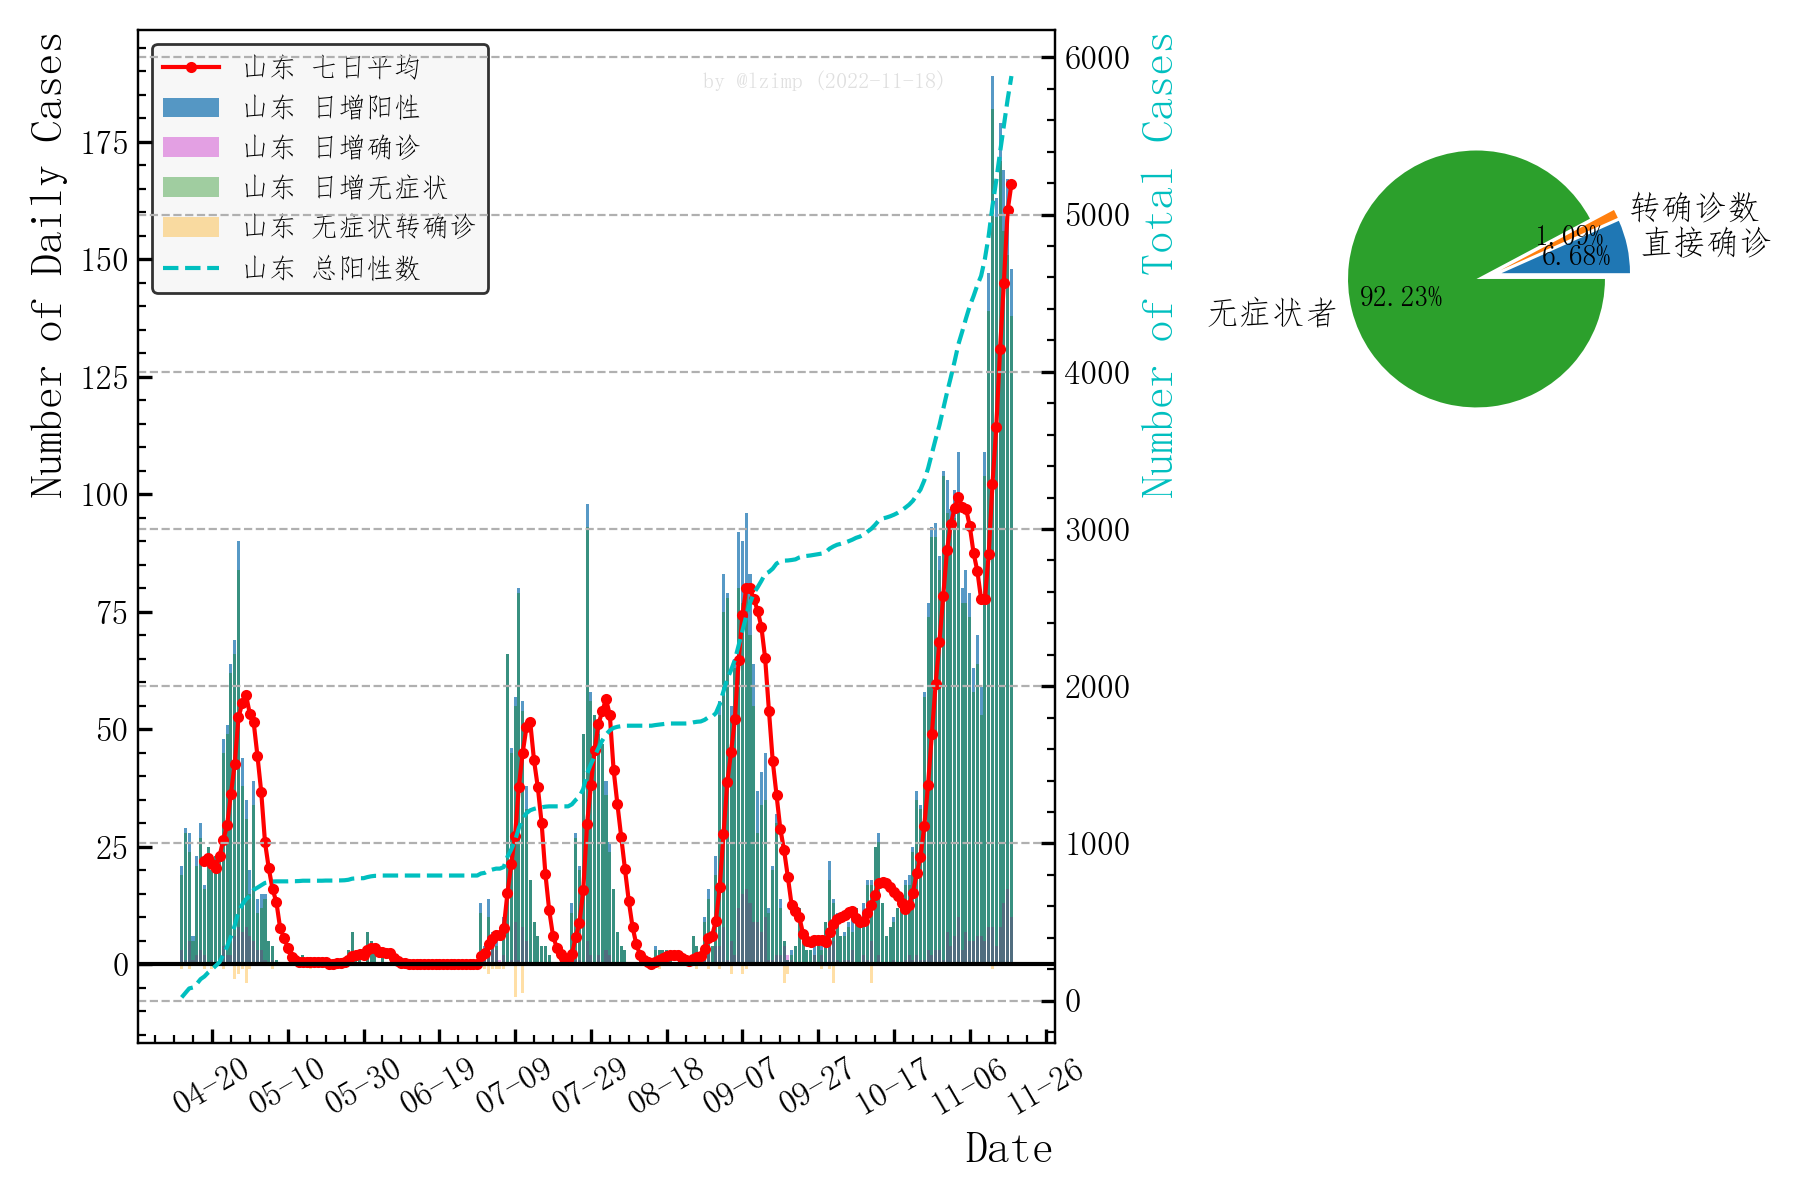 Number of Daily Cases
175
150
125
100
75
50
25
0
山东 七日平均
山东 日增阳性
山东 日增确诊
山东 日增无症状
山东 无症状转确诊
山东 总阳性数
by @lzimp (2022-11-18)
6000
5000
4000
3000
2000
1000
0
Number of Total Cases
04-20
05-10
05-30
06-19
07-09
07-29
08-18
09-07
09-27
10-17
11-06
11-26
Date
转确诊数
1.09%
直接确诊
6.68%
无症状者
92.23%